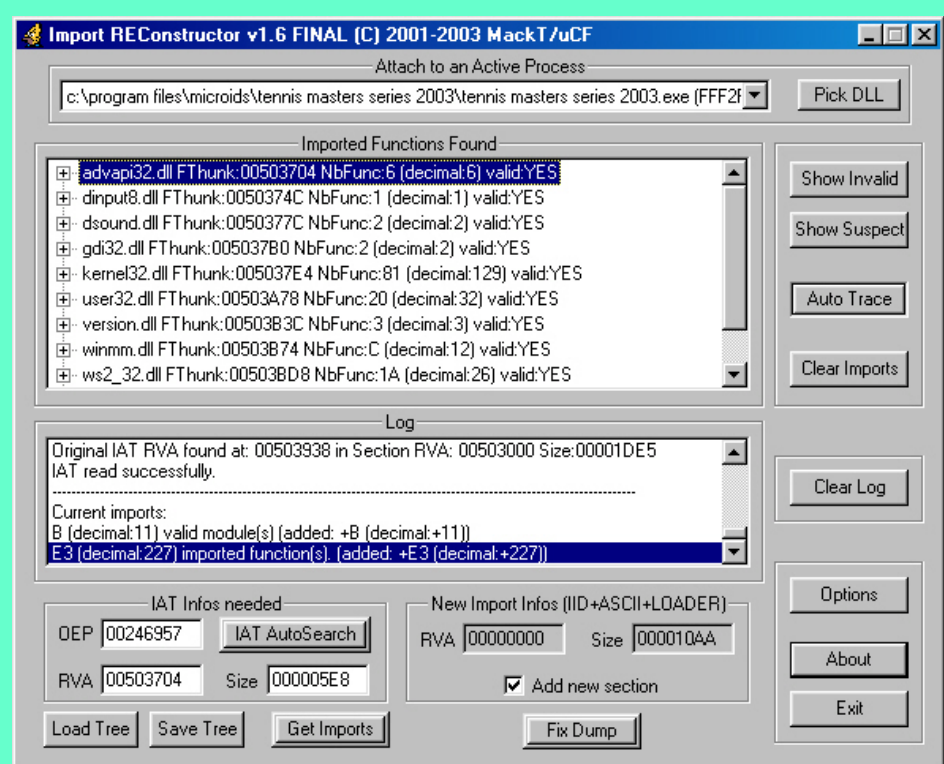 Import REConstructor v1.6 FINAL (C) 2001-2003 MackT/uCF
Attach to an Active Process
c:\program files\microids\tennis masters series 2003\tennis masters series 2003.exe (FFF2F
Pick DLL
Imported Functions Found
advapi32.dll FThunk:00503704 NbFunc:6 (decimal:6) valid:YES
dinput8.dll FThunk:0050374C NbFunc:1 (decimal:1) valid:YES
dsound.dll FThunk:0050377C NbFunc:2 (decimal:2) valid:YES
gdi32.dll FThunk:005037B0 NbFunc:2 (decimal:2) valid:YES
kernel32.dll FThunk:005037E4 NbFunc:81 (decimal:129) valid:YES
user32.dll FThunk:00503A78 NbFunc:20 (decimal:32) valid:YES
version.dll FThunk:00503B3C NbFunc:3 (decimal:3) valid:YES
winmm.dll FThunk:00503B74 NbFunc:C (decimal:12) valid:YES
ws2_32.dll FThunk:00503BD8 NbFunc:1A (decimal:26) valid:YES
Show Invalid
Show Suspect
Auto Trace
Clear Imports
Log
Original IAT RVA found at: 00503938 in Section RVA: 00503000 Size:00001DE5
IAT read successfully.
---------------------------------------------------------------------------
Current imports:
B (decimal:11) valid module(s) (added: +B (decimal:+11))
E3 (decimal:227) imported function(s). (added: +E3 (decimal:+227))
Clear Log
IAT Infos needed
OEP 00246957 IAT AutoSearch
RVA 00503704 Size 000005E8
New Import Infos (IID+ASCII+LOADER)
RVA 00000000 Size 000010AA
Add new section
Options
About
Exit
Load Tree Save Tree Get Imports Fix Dump